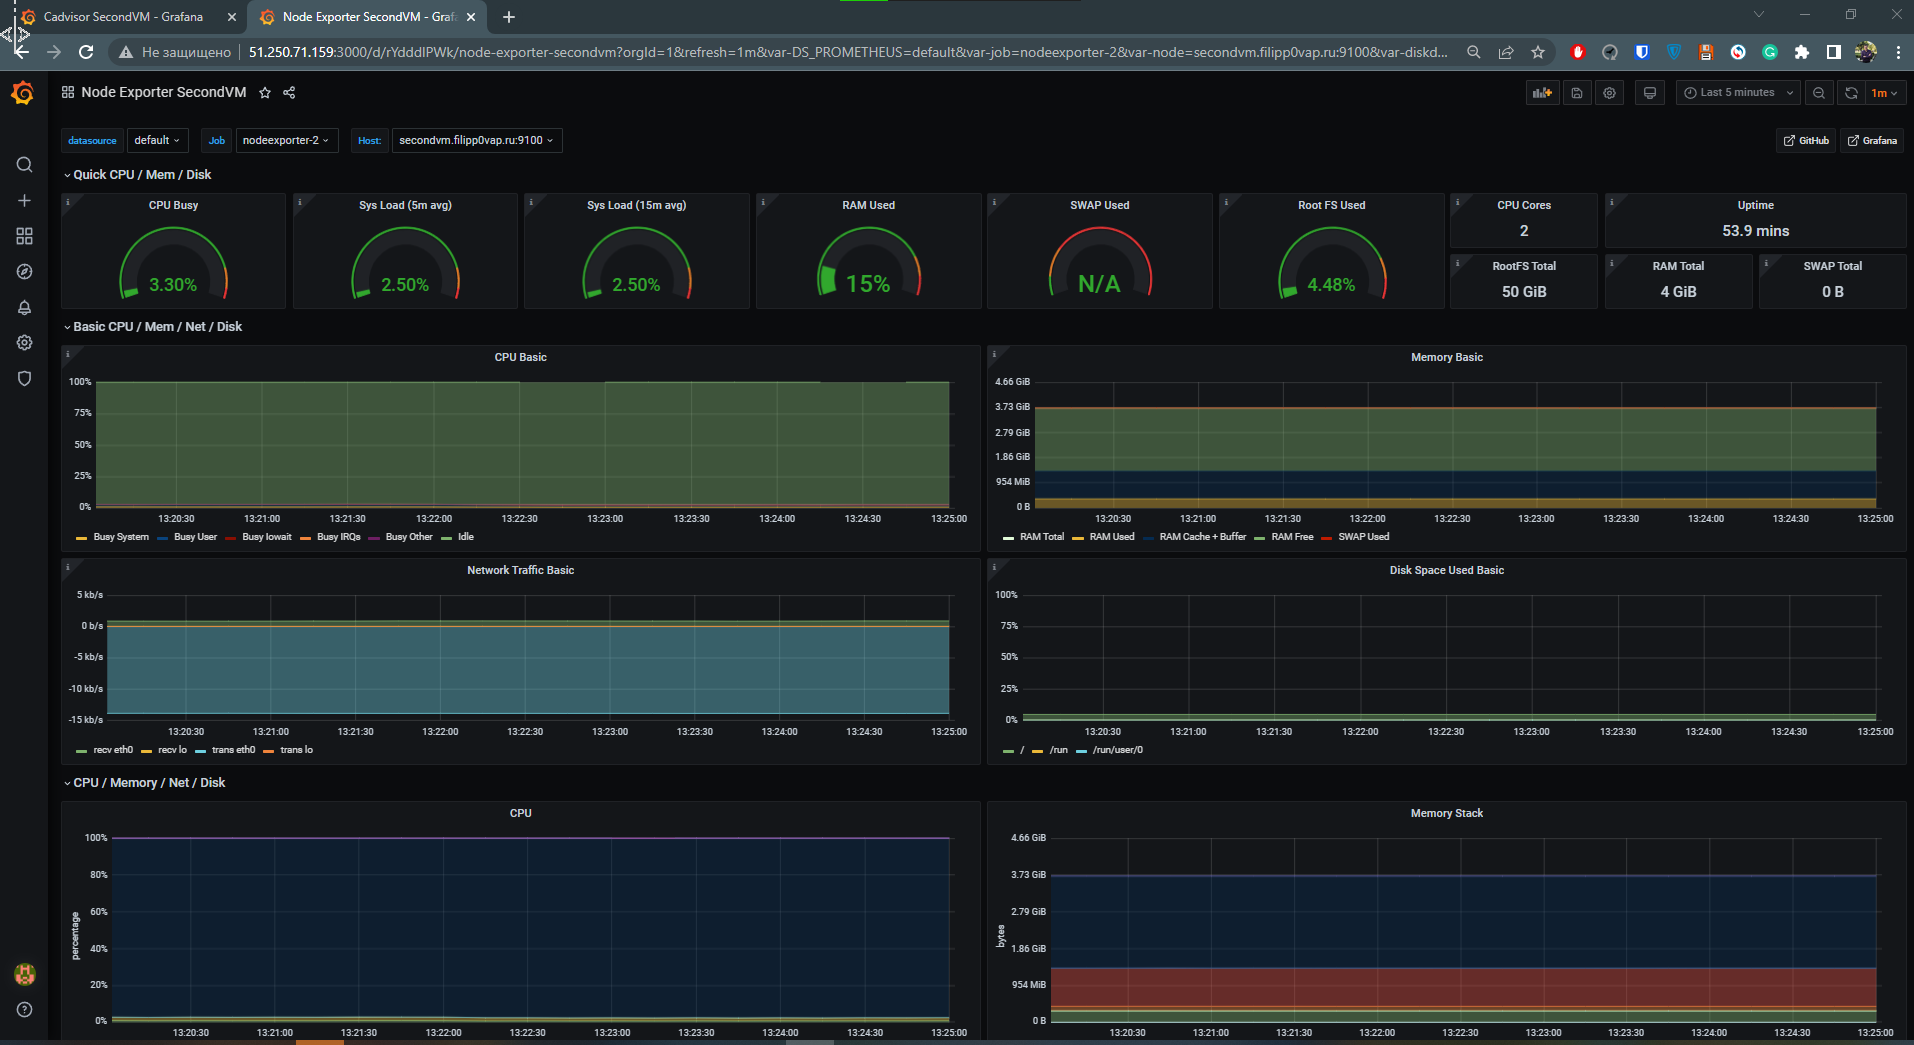 Cadvisor SecondVM - Grafana
Node Exporter SecondVM - Grafa
Не защищено 51.250.71.159:3000/d/rYdddIPWk/node-exporter-secondvm?orgId=1&refresh=1m&var-DS_PROMETHEUS=default&var-job=nodeexporter-2&var-node=secondvm.filipp0vap.ru:9100&var-diskd...
Node Exporter SecondVM
Last 5 minutes
1m
datasource default Job nodeexporter-2 Host: secondvm.filipp0vap.ru:9100
GitHub Grafana
Quick CPU / Mem / Disk
CPU Busy
3.30%
Sys Load (5m avg)
2.50%
Sys Load (15m avg)
2.50%
RAM Used
15%
SWAP Used
N/A
Root FS Used
4.48%
CPU Cores
2
Uptime
53.9 mins
RootFS Total
50 GiB
RAM Total
4 GiB
SWAP Total
0 B
Basic CPU / Mem / Net / Disk
CPU Basic
100%
75%
50%
25%
0%
13:20:30 13:21:00 13:21:30 13:22:00 13:22:30 13:23:00 13:23:30 13:24:00 13:24:30 13:25:00
Busy System Busy User Busy Iowait Busy IRQs Busy Other Idle
Memory Basic
4.66 GiB
3.73 GiB
2.79 GiB
1.86 GiB
954 MiB
0 B
13:20:30 13:21:00 13:21:30 13:22:00 13:22:30 13:23:00 13:23:30 13:24:00 13:24:30 13:25:00
RAM Total RAM Used RAM Cache + Buffer RAM Free SWAP Used
Network Traffic Basic
5 kb/s
0 b/s
-5 kb/s
-10 kb/s
-15 kb/s
13:20:30 13:21:00 13:21:30 13:22:00 13:22:30 13:23:00 13:23:30 13:24:00 13:24:30 13:25:00
recv eth0 recv lo trans eth0 trans lo
Disk Space Used Basic
100%
75%
50%
25%
0%
13:20:30 13:21:00 13:21:30 13:22:00 13:22:30 13:23:00 13:23:30 13:24:00 13:24:30 13:25:00
/ /run /run/user/0
CPU / Memory / Net / Disk
CPU
percentage
100%
80%
60%
40%
20%
0%
13:20:30 13:21:00 13:21:30 13:22:00 13:22:30 13:23:00 13:23:30 13:24:00 13:24:30 13:25:00
Memory Stack
bytes
4.66 GiB
3.73 GiB
2.79 GiB
1.86 GiB
954 MiB
0 B
13:20:30 13:21:00 13:21:30 13:22:00 13:22:30 13:23:00 13:23:30 13:24:00 13:24:30 13:25:00